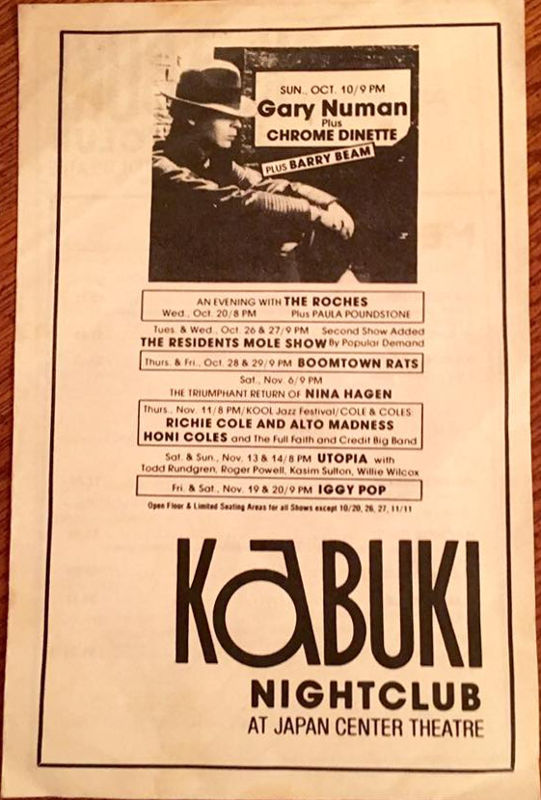 SUN., OCT. 10/9 PM
Gary Numan
Plus
CHROME DINETTE
PLUS BARRY BEAM
AN EVENING WITH THE ROCHES
Wed., Oct. 20/8 PM Plus PAULA POUNDSTONE
Tues. & Wed., Oct. 26 & 27/9 PM Second Show Added
THE RESIDENTS MOLE SHOW By Popular Demand
Thurs. & Fri., Oct. 28 & 29/9 PM BOOMTOWN RATS
Sat., Nov. 6/9 PM
THE TRIUMPHANT RETURN OF NINA HAGEN
Thurs., Nov. 11/8 PM/KOOL Jazz Festival/COLE & COLES
RICHIE COLE AND ALTO MADNESS
HONI COLES and The Full Faith and Credit Big Band
Sat. & Sun., Nov. 13 & 14/8 PM UTOPIA with
Todd Rundgren, Roger Powell, Kasim Sulton, Willie Wilcox
Fri. & Sat., Nov. 19 & 20/9 PM IGGY POP
Open Floor & Limited Seating Areas for all Shows except 10/20, 26, 27, 11/11
KABUKI
NIGHTCLUB
AT JAPAN CENTER THEATRE